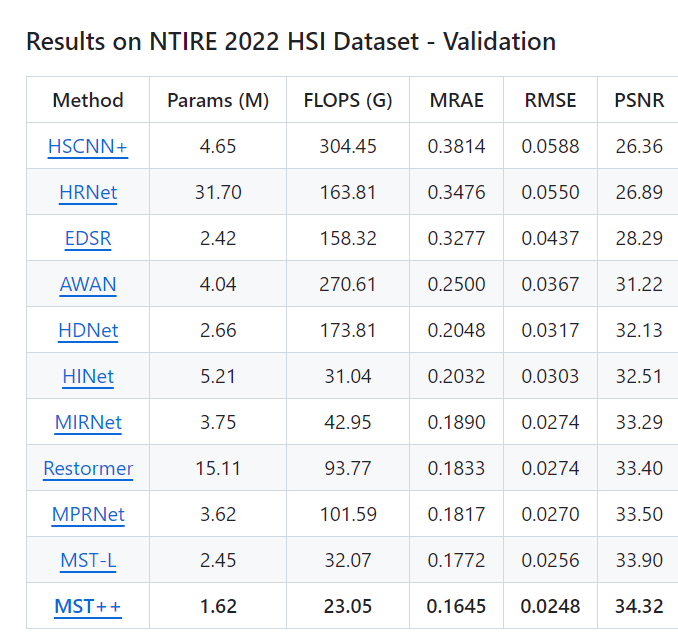 Results on NTIRE 2022 HSI Dataset - Validation
Method Params (M) FLOPS (G) MRAE RMSE PSNR
HSCNN+ 4.65 304.45 0.3814 0.0588 26.36
HRNet 31.70 163.81 0.3476 0.0550 26.89
EDSR 2.42 158.32 0.3277 0.0437 28.29
AWAN 4.04 270.61 0.2500 0.0367 31.22
HDNet 2.66 173.81 0.2048 0.0317 32.13
HINet 5.21 31.04 0.2032 0.0303 32.51
MIRNet 3.75 42.95 0.1890 0.0274 33.29
Restormer 15.11 93.77 0.1833 0.0274 33.40
MPRNet 3.62 101.59 0.1817 0.0270 33.50
MST-L 2.45 32.07 0.1772 0.0256 33.90
MST++ 1.62 23.05 0.1645 0.0248 34.32